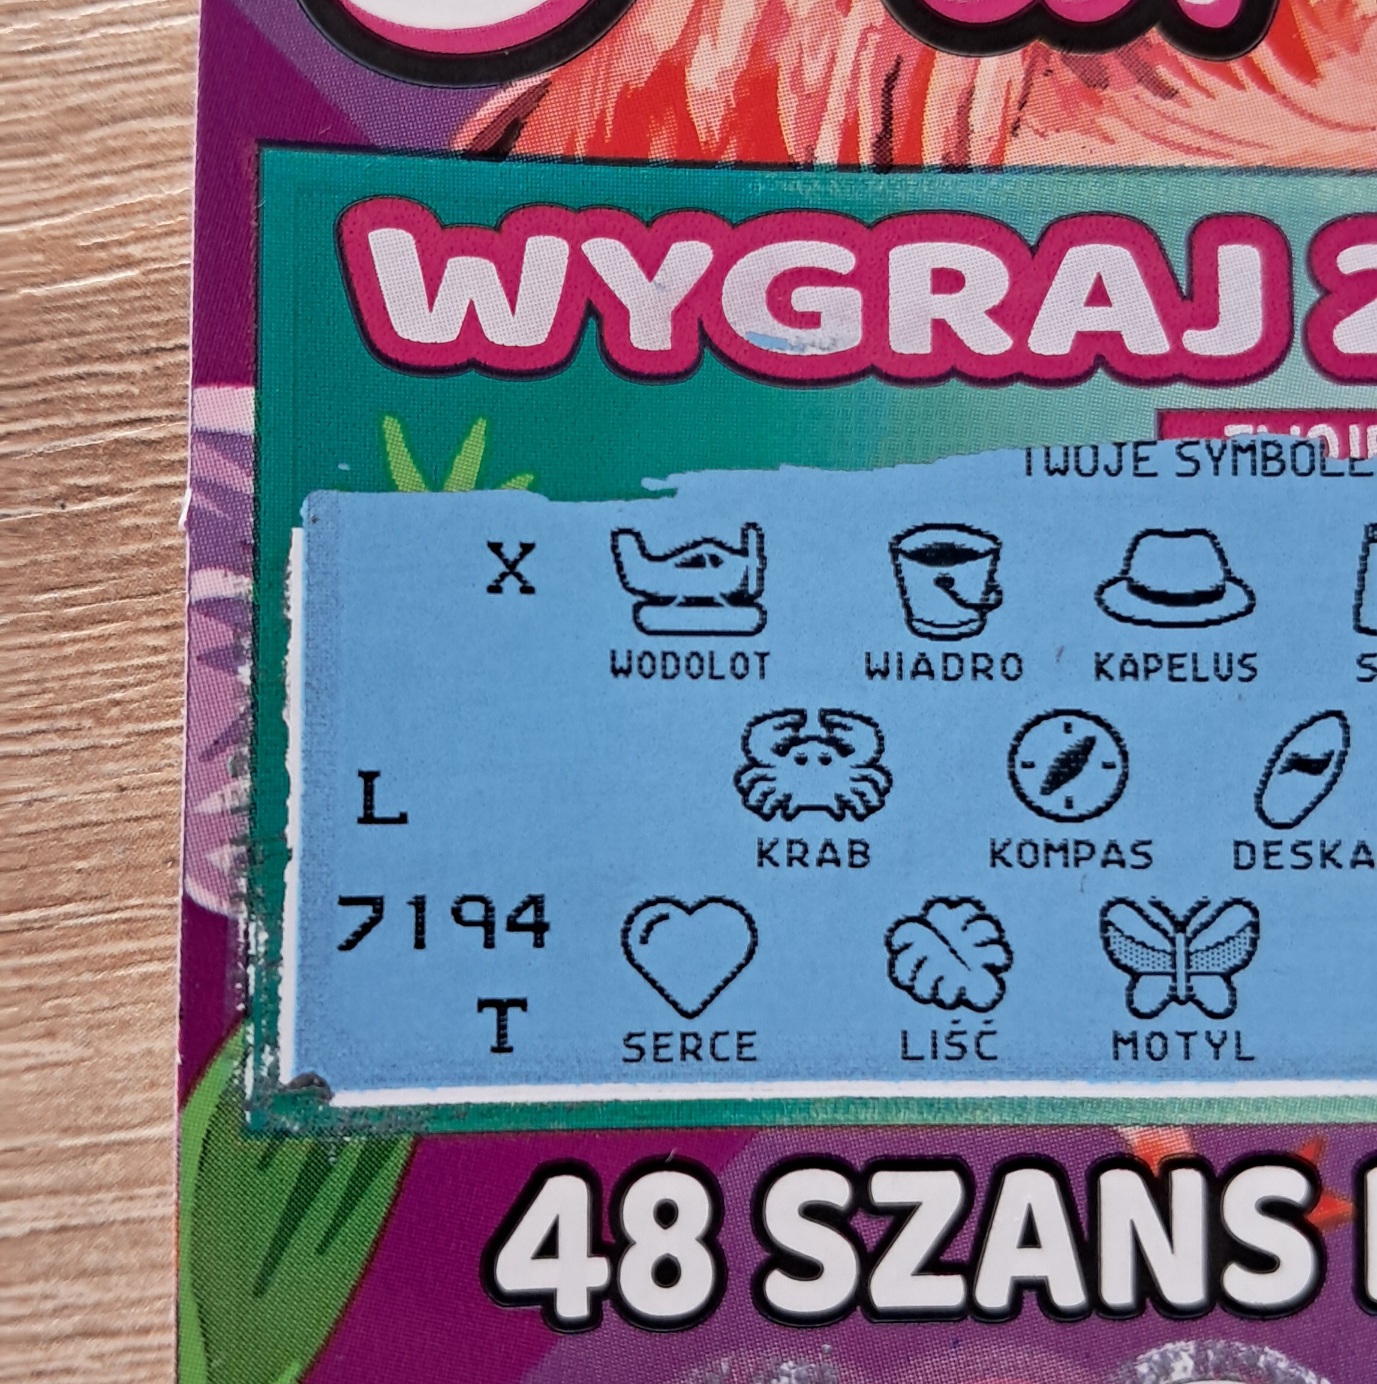 WYGRAJ 2
TWOJE SYMBOLE
X
WODOLOT WIADRO KAPELUS
L
KRAB KOMPAS DESKA
7194
T
SERCE LIŚĆ MOTYL
48 SZANS